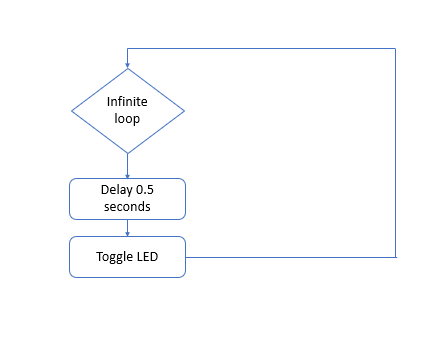 Infinite
loop
Delay 0.5
seconds
Toggle LED